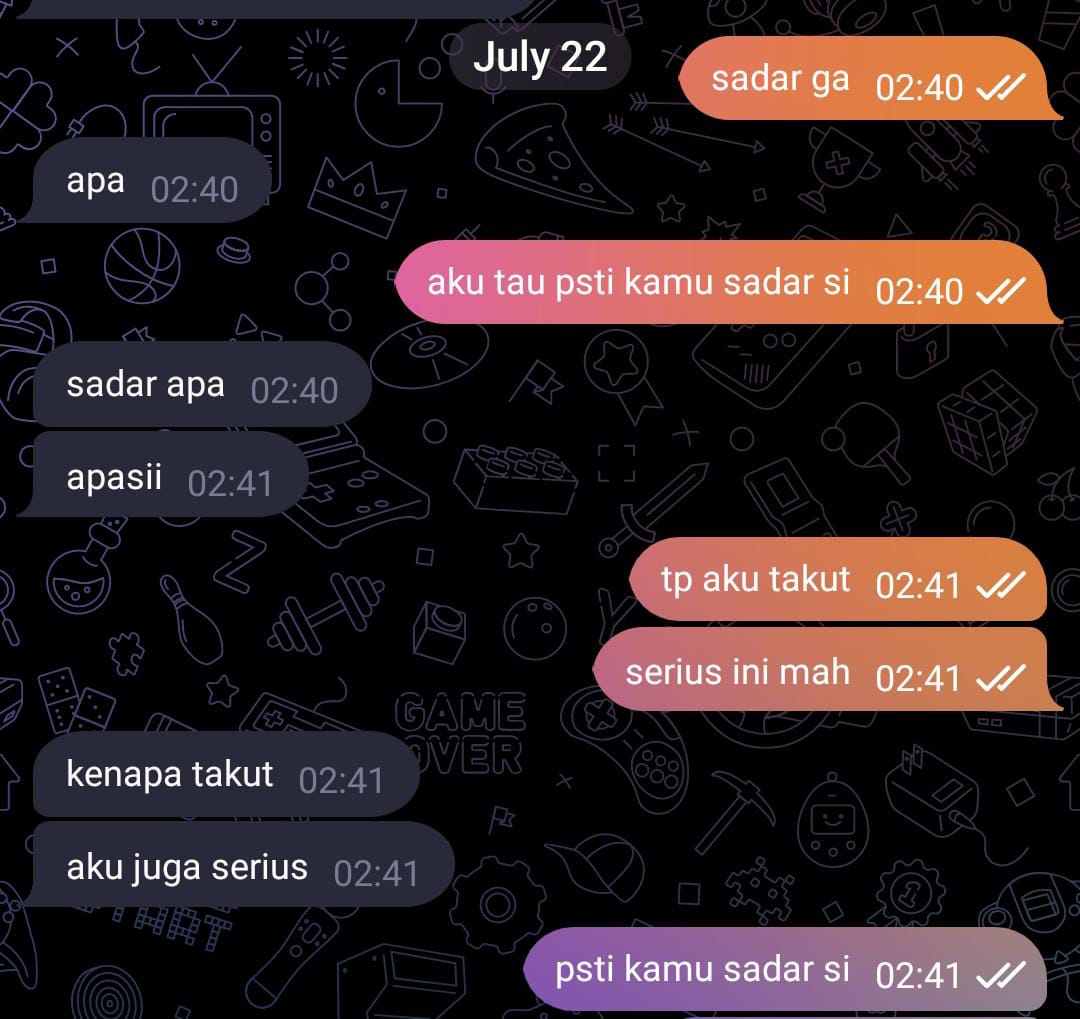 July 22
sadar ga 02:40
apa 02:40
aku tau psti kamu sadar si 02:40
sadar apa 02:40
apasii 02:41
tp aku takut 02:41
serius ini mah 02:41
GAME
OVER
kenapa takut 02:41
aku juga serius 02:41
psti kamu sadar si 02:41